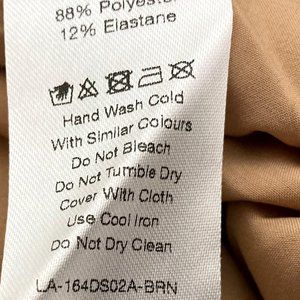 88% Polyester
12% Elastane
Hand Wash Cold
With Similar Colours
Do Not Bleach
Do Not Tumble Dry
Cover With Cloth
Use Cool Iron
Do Not Dry Clean
LA-164DS02A-BRN